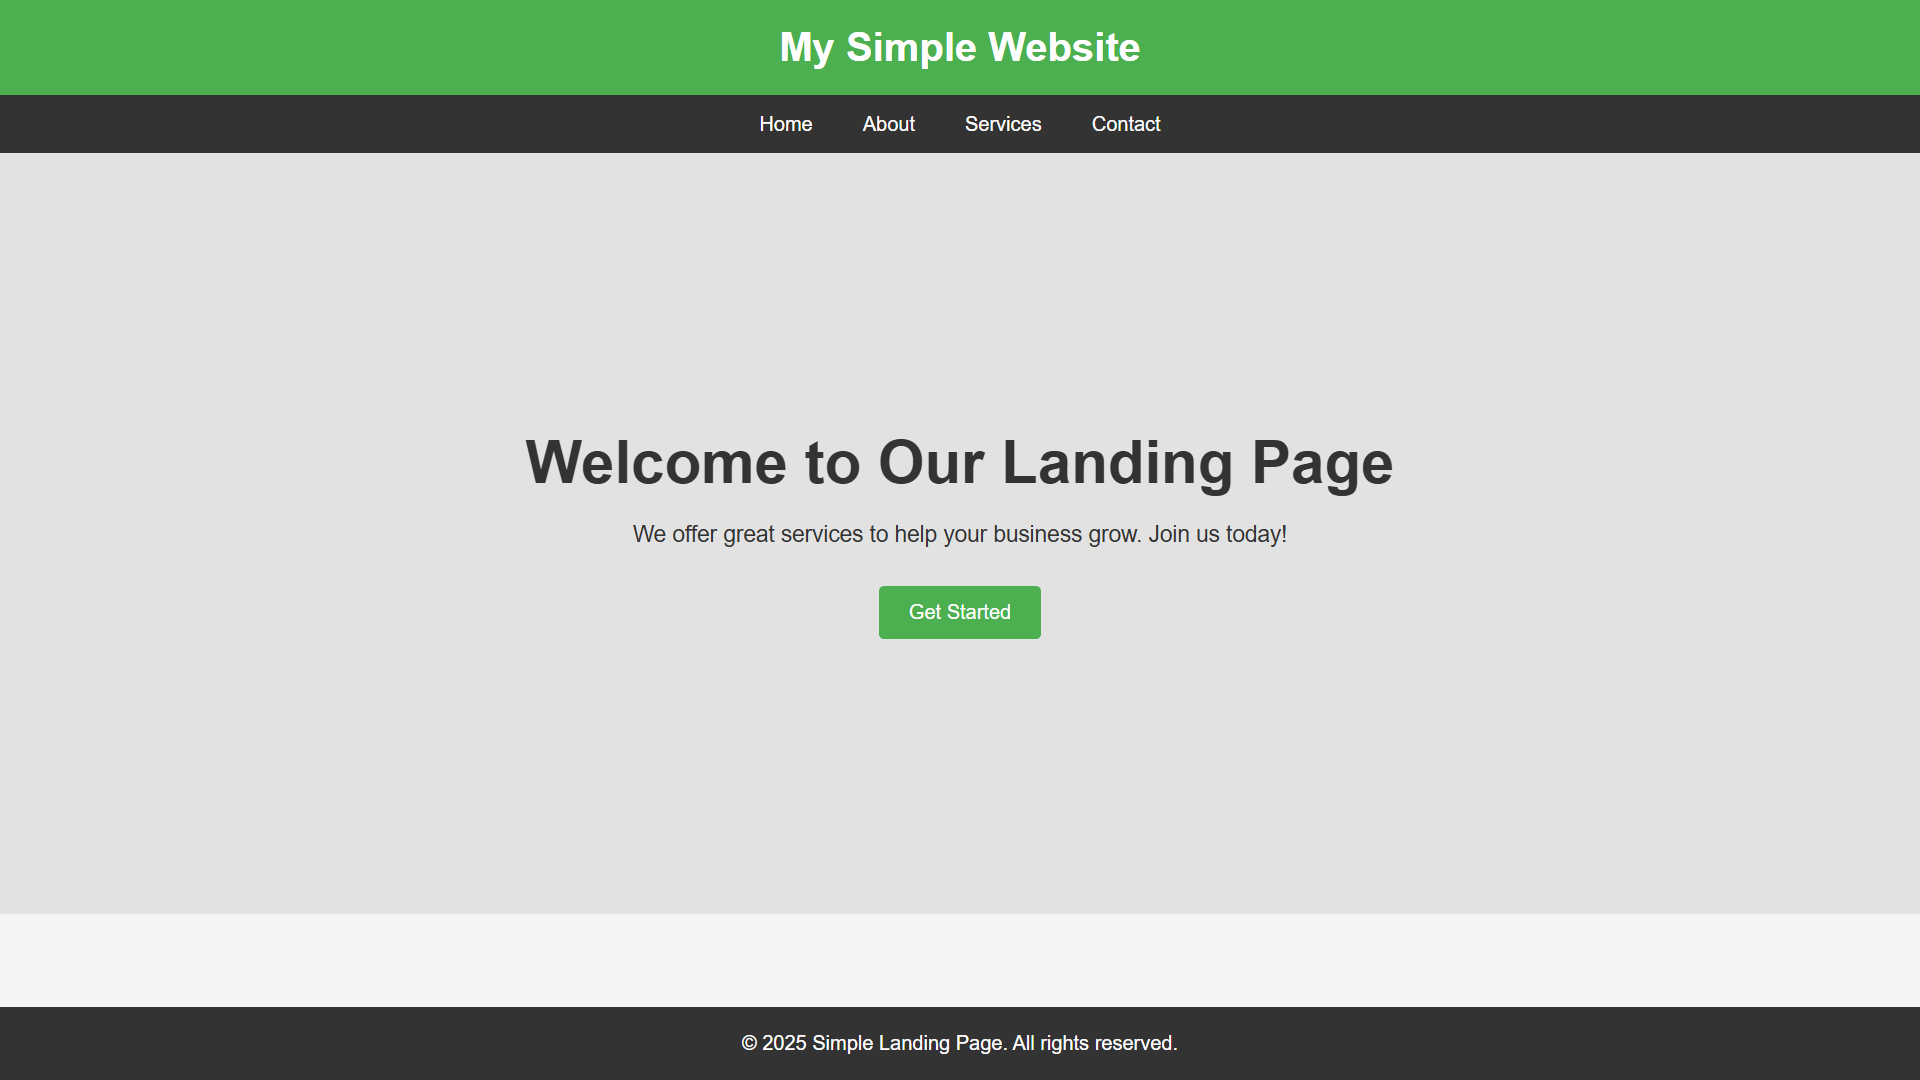 My Simple Website
Home About Services Contact
Welcome to Our Landing Page
We offer great services to help your business grow. Join us today!
Get Started
© 2025 Simple Landing Page. All rights reserved.